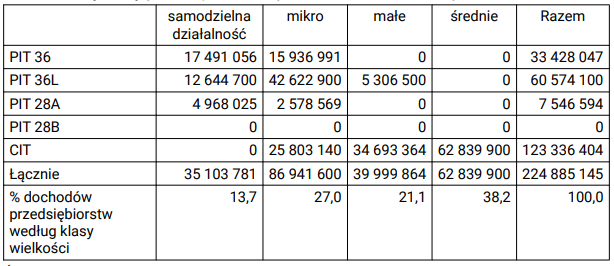 samodzielna działalność mikro małe średnie Razem
PIT 36 17 491 056 15 936 991 0 0 33 428 047
PIT 36L 12 644 700 42 622 900 5 306 500 0 60 574 100
PIT 28A 4 968 025 2 578 569 0 0 7 546 594
PIT 28B 0 0 0 0 0
CIT 0 25 803 140 34 693 364 62 839 900 123 336 404
Łącznie 35 103 781 86 941 600 39 999 864 62 839 900 224 885 145
% dochodów przedsiębiorstw według klasy wielkości 13,7 27,0 21,1 38,2 100,0